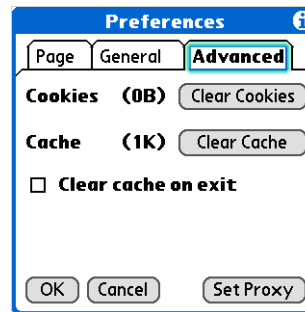 Preferences i
Page General Advanced
Cookies (0B) Clear Cookies
Cache (1K) Clear Cache
Clear cache on exit
OK Cancel Set Proxy